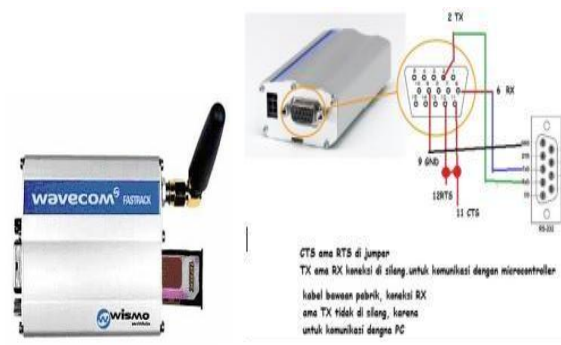 wavecom FASTRACK
wismo
2 TX
6 RX
9 GND
12RTS
11 CTS
RS-232
CTS ama RTS di jumper
TX ama RX koneksi di silang.untuk komunikasi dengan microcontroller
kabel bawaan pabrik, koneksi RX
ama TX tidak di silang, karena
untuk komunikasi dengna PC